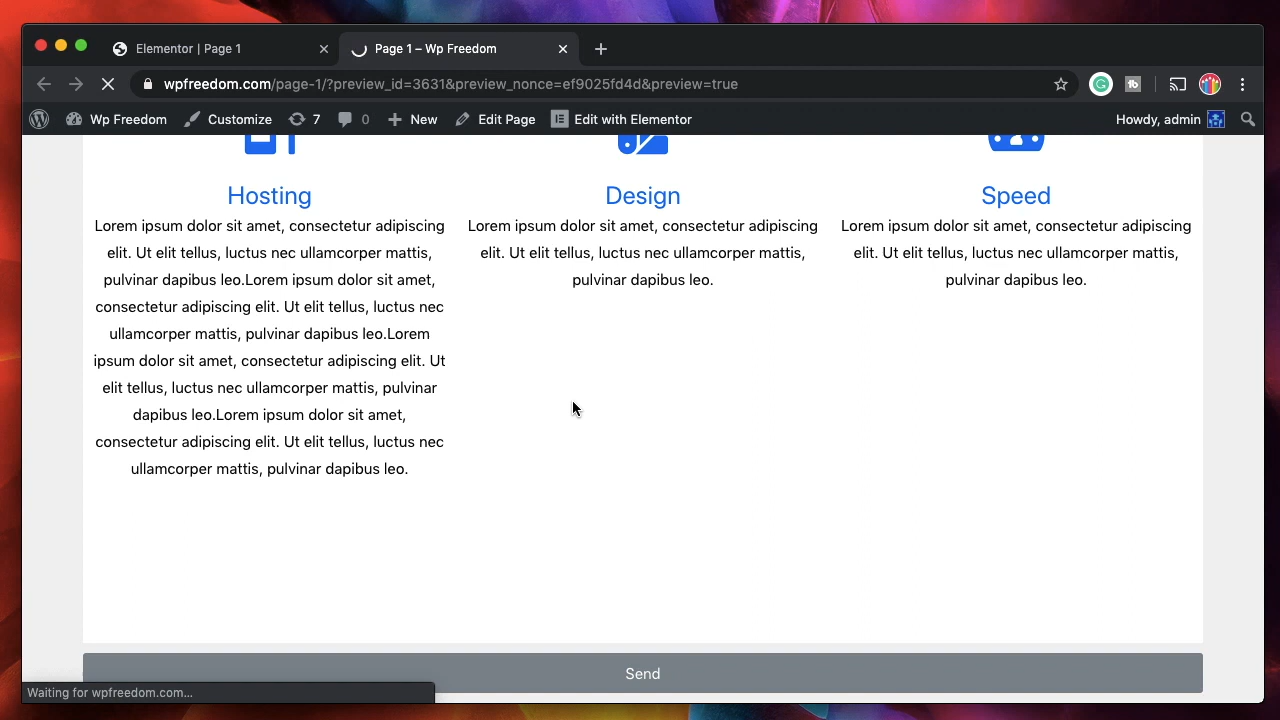 Elementor | Page 1
Page 1 – Wp Freedom
wpfreedom.com/page-1/?preview_id=3631&preview_nonce=ef9025fd4d&preview=true
Wp Freedom
Customize
7
0
New
Edit Page
Edit with Elementor
Howdy, admin
Hosting
Lorem ipsum dolor sit amet, consectetur adipiscing
elit. Ut elit tellus, luctus nec ullamcorper mattis,
pulvinar dapibus leo.Lorem ipsum dolor sit amet,
consectetur adipiscing elit. Ut elit tellus, luctus nec
ullamcorper mattis, pulvinar dapibus leo.Lorem
ipsum dolor sit amet, consectetur adipiscing elit. Ut
elit tellus, luctus nec ullamcorper mattis, pulvinar
dapibus leo.Lorem ipsum dolor sit amet,
consectetur adipiscing elit. Ut elit tellus, luctus nec
ullamcorper mattis, pulvinar dapibus leo.
Design
Lorem ipsum dolor sit amet, consectetur adipiscing
elit. Ut elit tellus, luctus nec ullamcorper mattis,
pulvinar dapibus leo.
Speed
Lorem ipsum dolor sit amet, consectetur adipiscing
elit. Ut elit tellus, luctus nec ullamcorper mattis,
pulvinar dapibus leo.
Send
Waiting for wpfreedom.com...